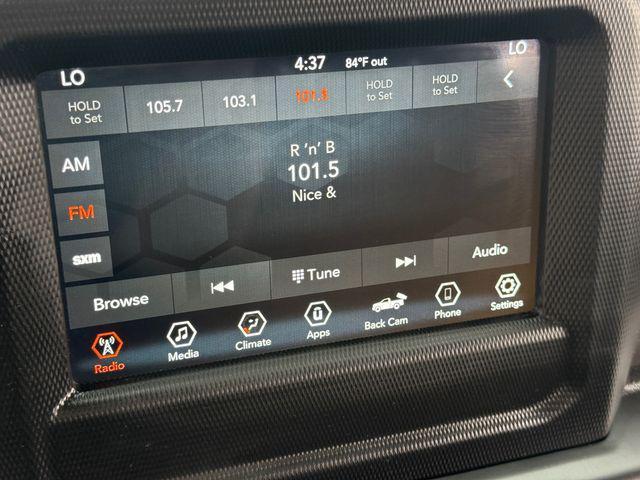 LO 4:37 84°F out LO
HOLD
to Set
105.7 103.1 101.5
HOLD
to Set
HOLD
to Set
AM
FM
sxm
R 'n' B
101.5
Nice &
Browse Tune Audio
Radio Media Climate Apps Back Cam Phone Settings